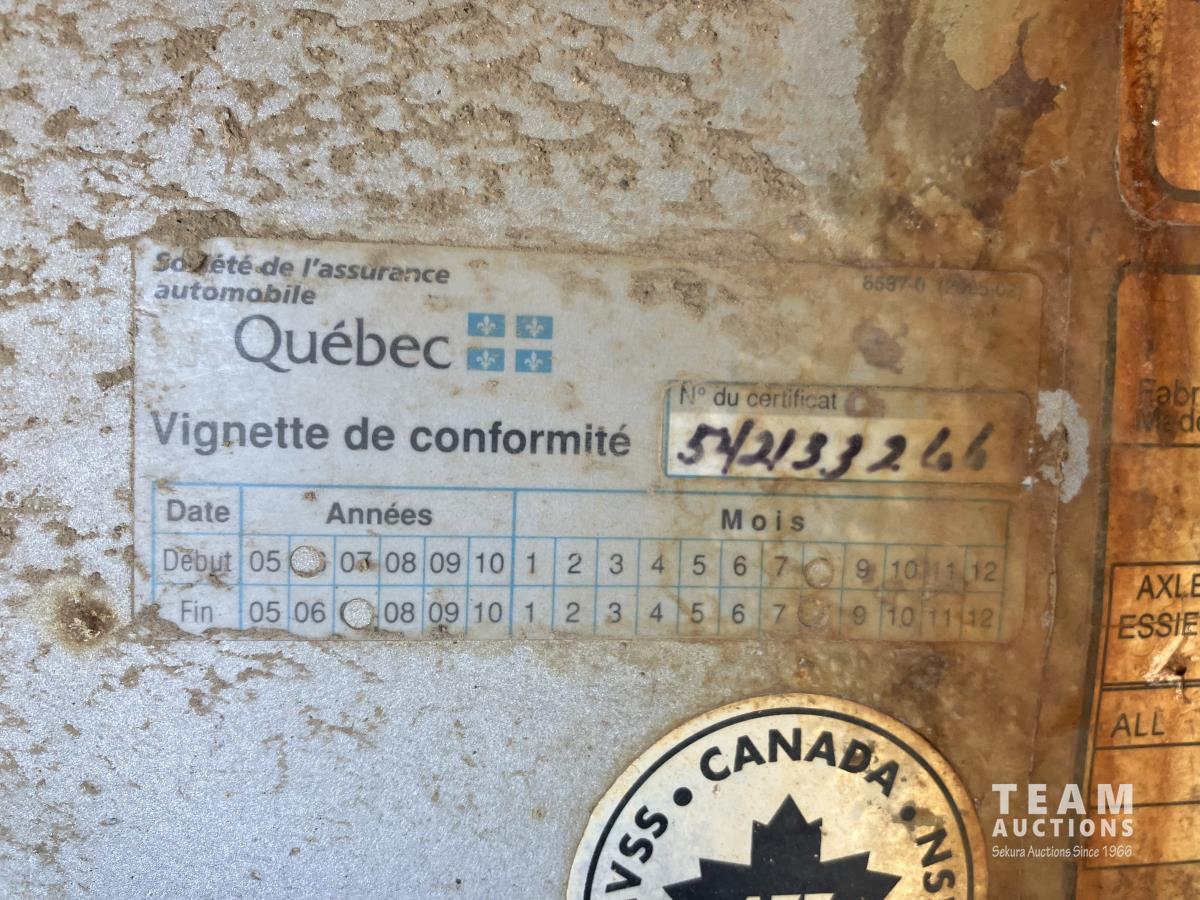 Société de l'assurance
automobile
Québec
Vignette de conformité
N° du certificat
Date Années Mois
Début 05 07 08 09 10 1 2 3 4 5 6 7 9 10 11 12
Fin 05 06 08 09 10 1 2 3 4 5 6 7 9 10 11 12
AXLE
ESSIE
ALL
CANADA
TEAM
AUCTIONS
Sekura Auctions Since 1966